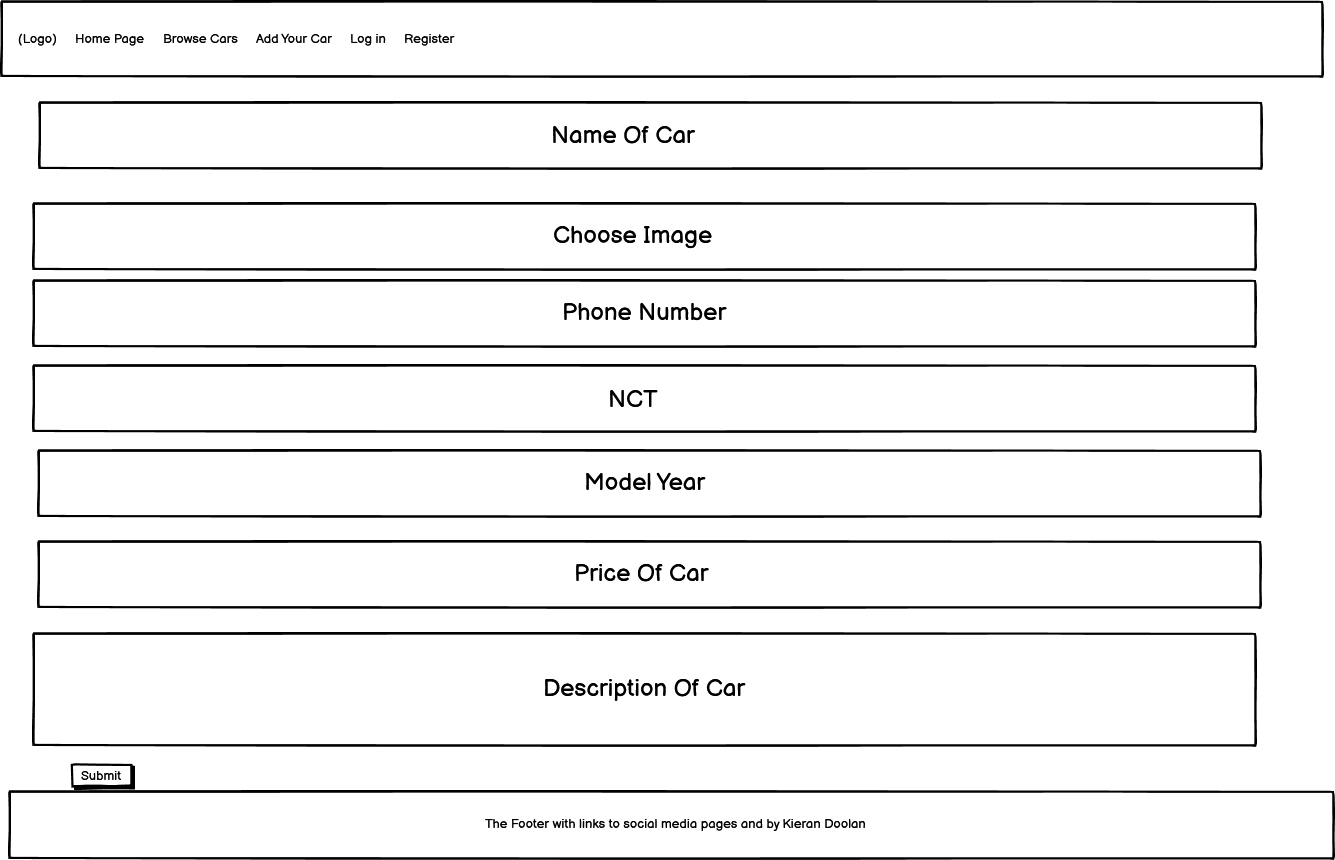 (Logo) Home Page Browse Cars Add Your Car Log in Register
Name Of Car
Choose Image
Phone Number
NCT
Model Year
Price Of Car
Description Of Car
Submit
The Footer with links to social media pages and by Kieran Doolan